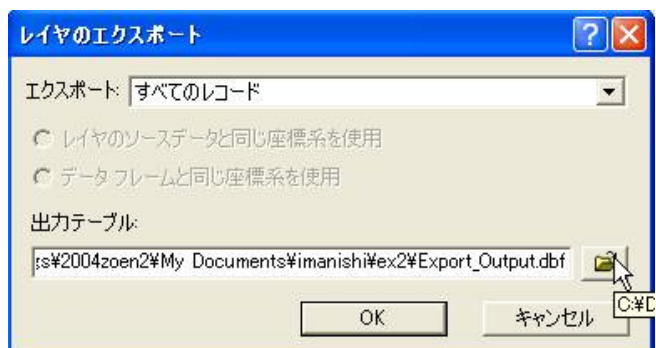 レイヤのエクスポート
エクスポート: すべてのレコード
レイヤのソースデータと同じ座標系を使用
データ フレームと同じ座標系を使用
出力テーブル:
s¥2004zoen2¥My Documents¥imanishi¥ex2¥Export_Output.dbf
OK キャンセル
C:¥D